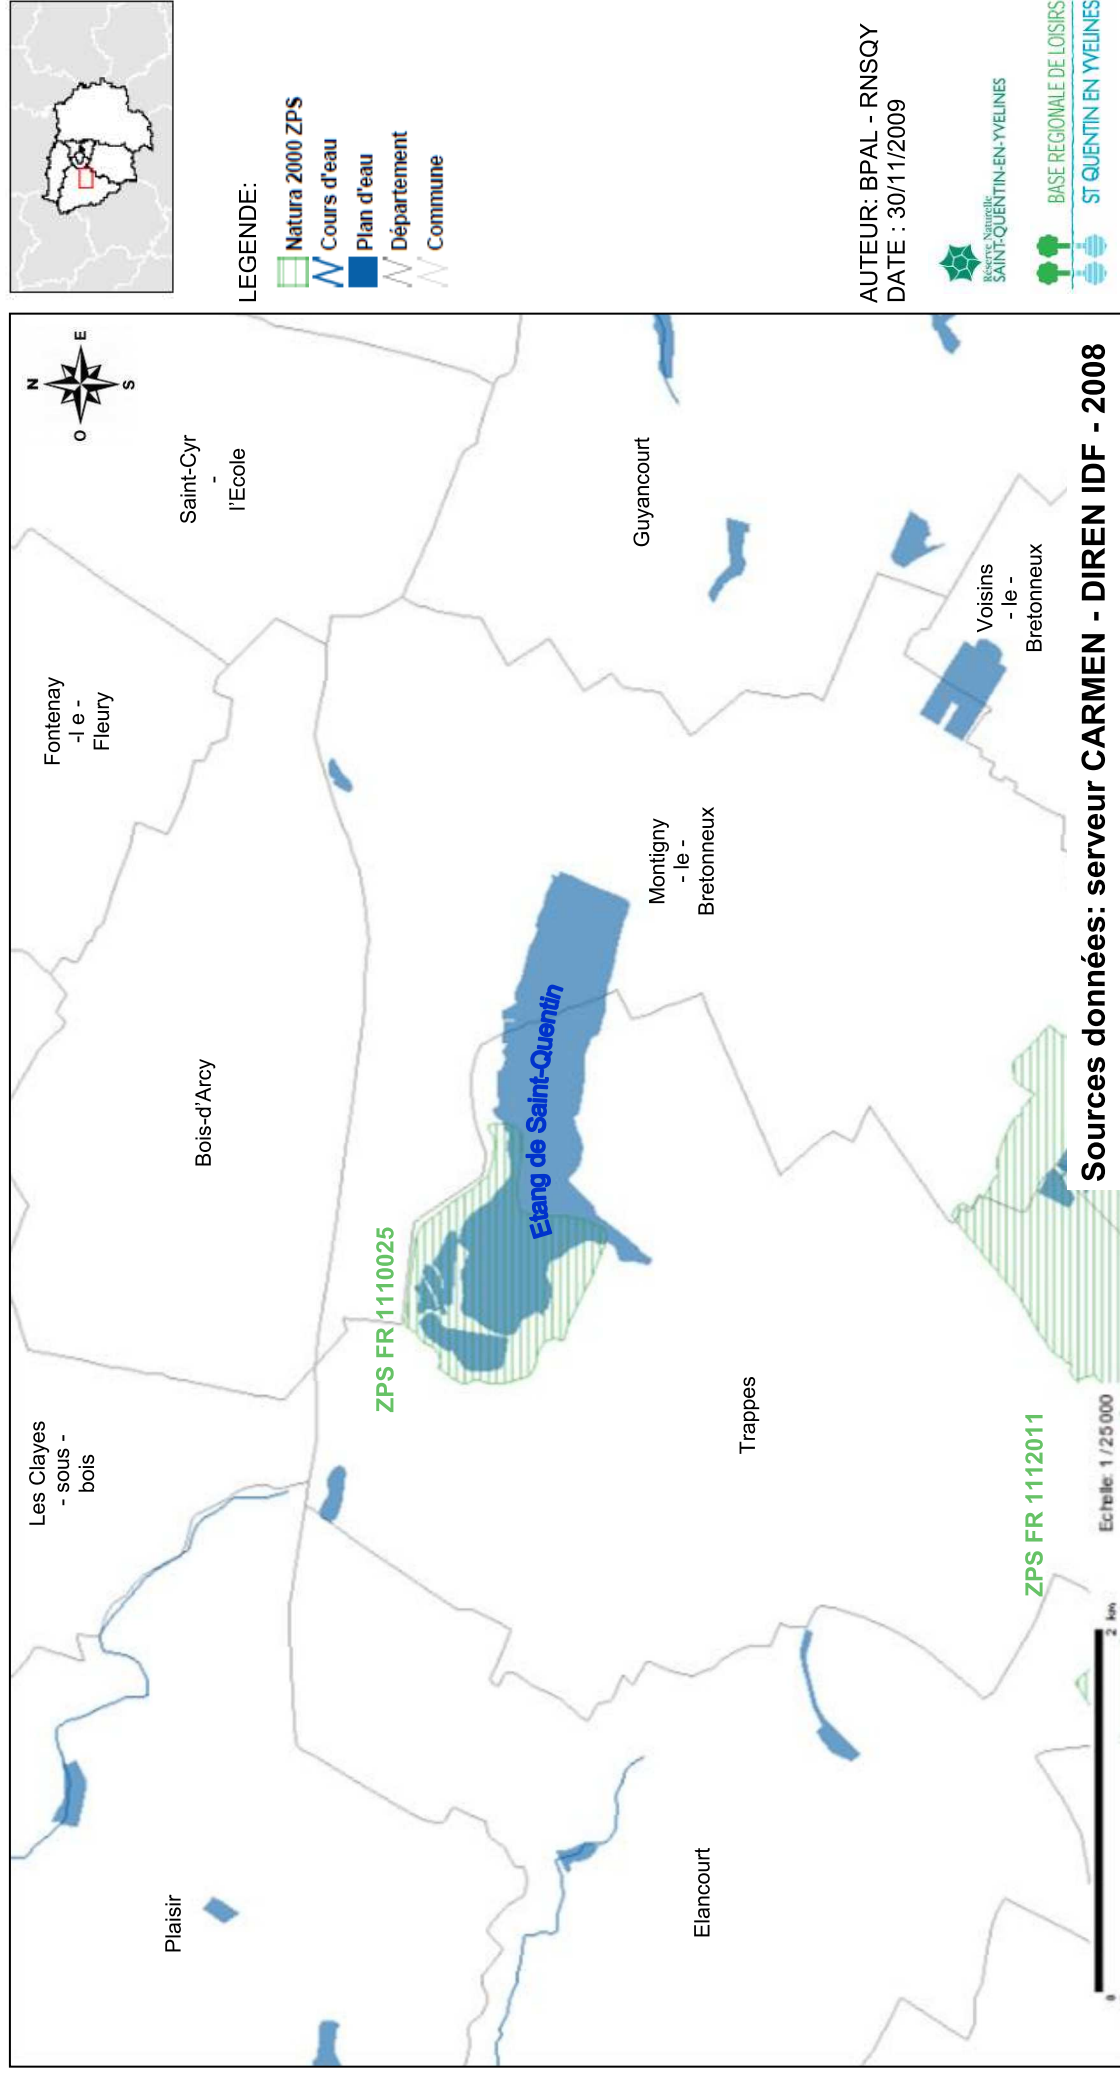 N
O
E
S
Les Clayes
- sous -
bois
Fontenay
-l e -
Fleury
Saint-Cyr
-
l'Ecole
Plaisir
Bois-d'Arcy
ZPS FR 1110025
Etang de Saint-Quentin
Guyancourt
Montigny
- le -
Bretonneux
Elancourt
Trappes
Voisins
- le -
Bretonneux
ZPS FR 1112011
0
2 km
Echelle: 1 / 25 000
Sources données: serveur CARMEN - DIREN IDF - 2008
LEGENDE:
Natura 2000 ZPS
Cours d'eau
Plan d'eau
Département
Commune
AUTEUR: BPAL - RNSQY
DATE : 30/11/2009
Réserve Naturelle
SAINT-QUENTIN-EN-YVELINES
BASE REGIONALE DE LOISIRS
ST QUENTIN EN YVELINES